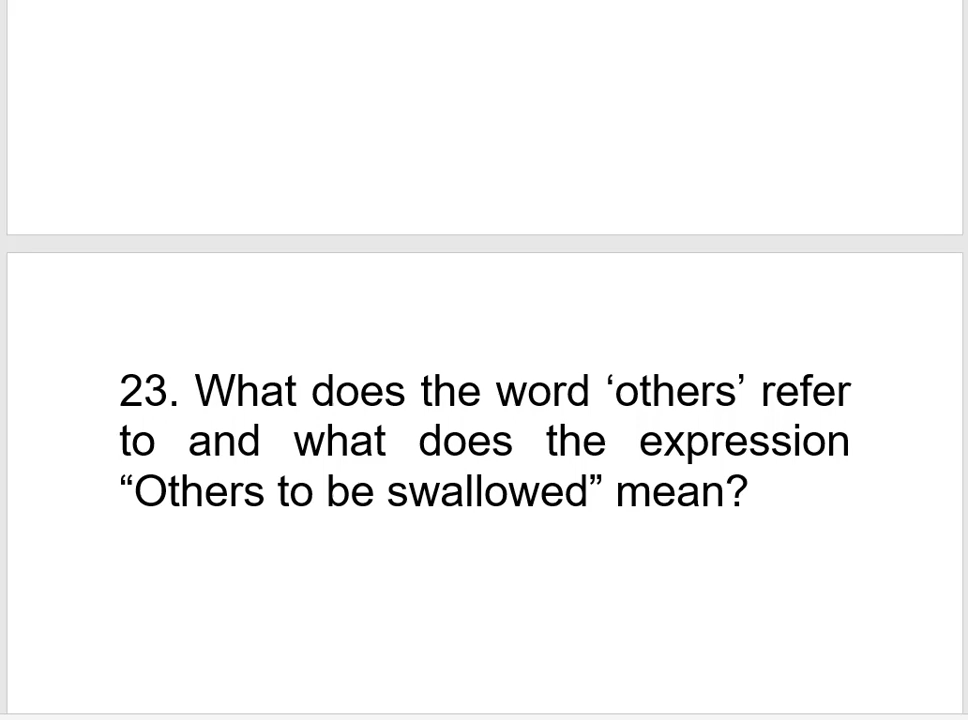 23. What does the word ‘others’ refer
to and what does the expression
“Others to be swallowed” mean?